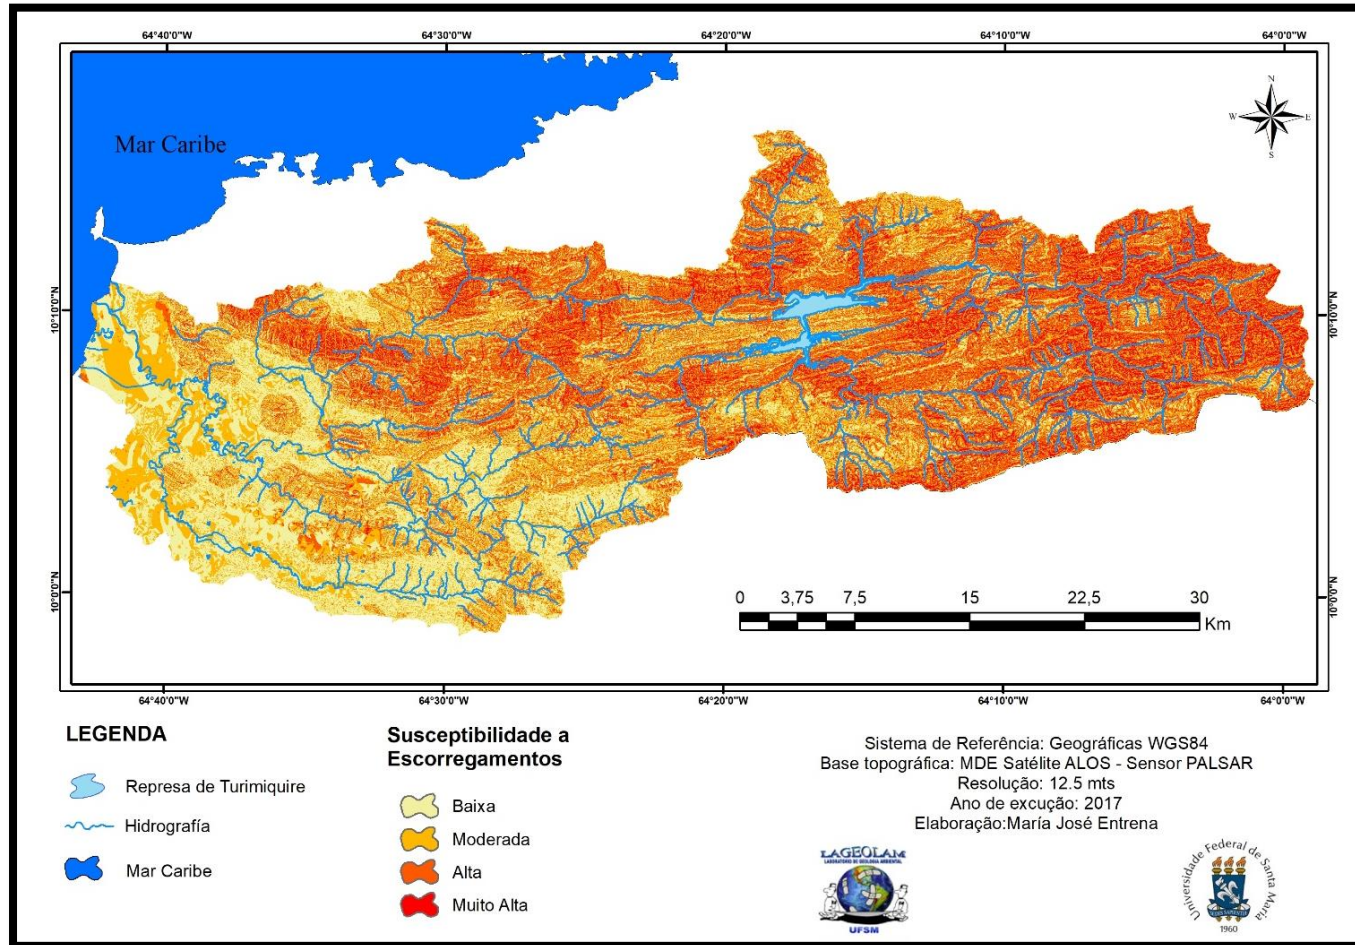 64°40'0"W 64°30'0"W 64°20'0"W 64°10'0"W 64°0'0"W
N
W E
S
Mar Caribe
10°10'0"N 10°10'0"N
10°0'0"N 10°0'0"N
0 3,75 7,5 15 22,5 30
Km
64°40'0"W 64°30'0"W 64°20'0"W 64°10'0"W 64°0'0"W
LEGENDA
Represa de Turimiquire
Hidrografía
Mar Caribe
Susceptibilidade a
Escorregamentos
Baixa
Moderada
Alta
Muito Alta
Sistema de Referência: Geográficas WGS84
Base topográfica: MDE Satélite ALOS - Sensor PALSAR
Resolução: 12.5 mts
Ano de excução: 2017
Elaboração:María José Entrena
LAGEOLAM
LABORATÓRIO DE GEOLOGIA AMBIENTAL
UFSM
Universidade Federal de Santa Maria
1960